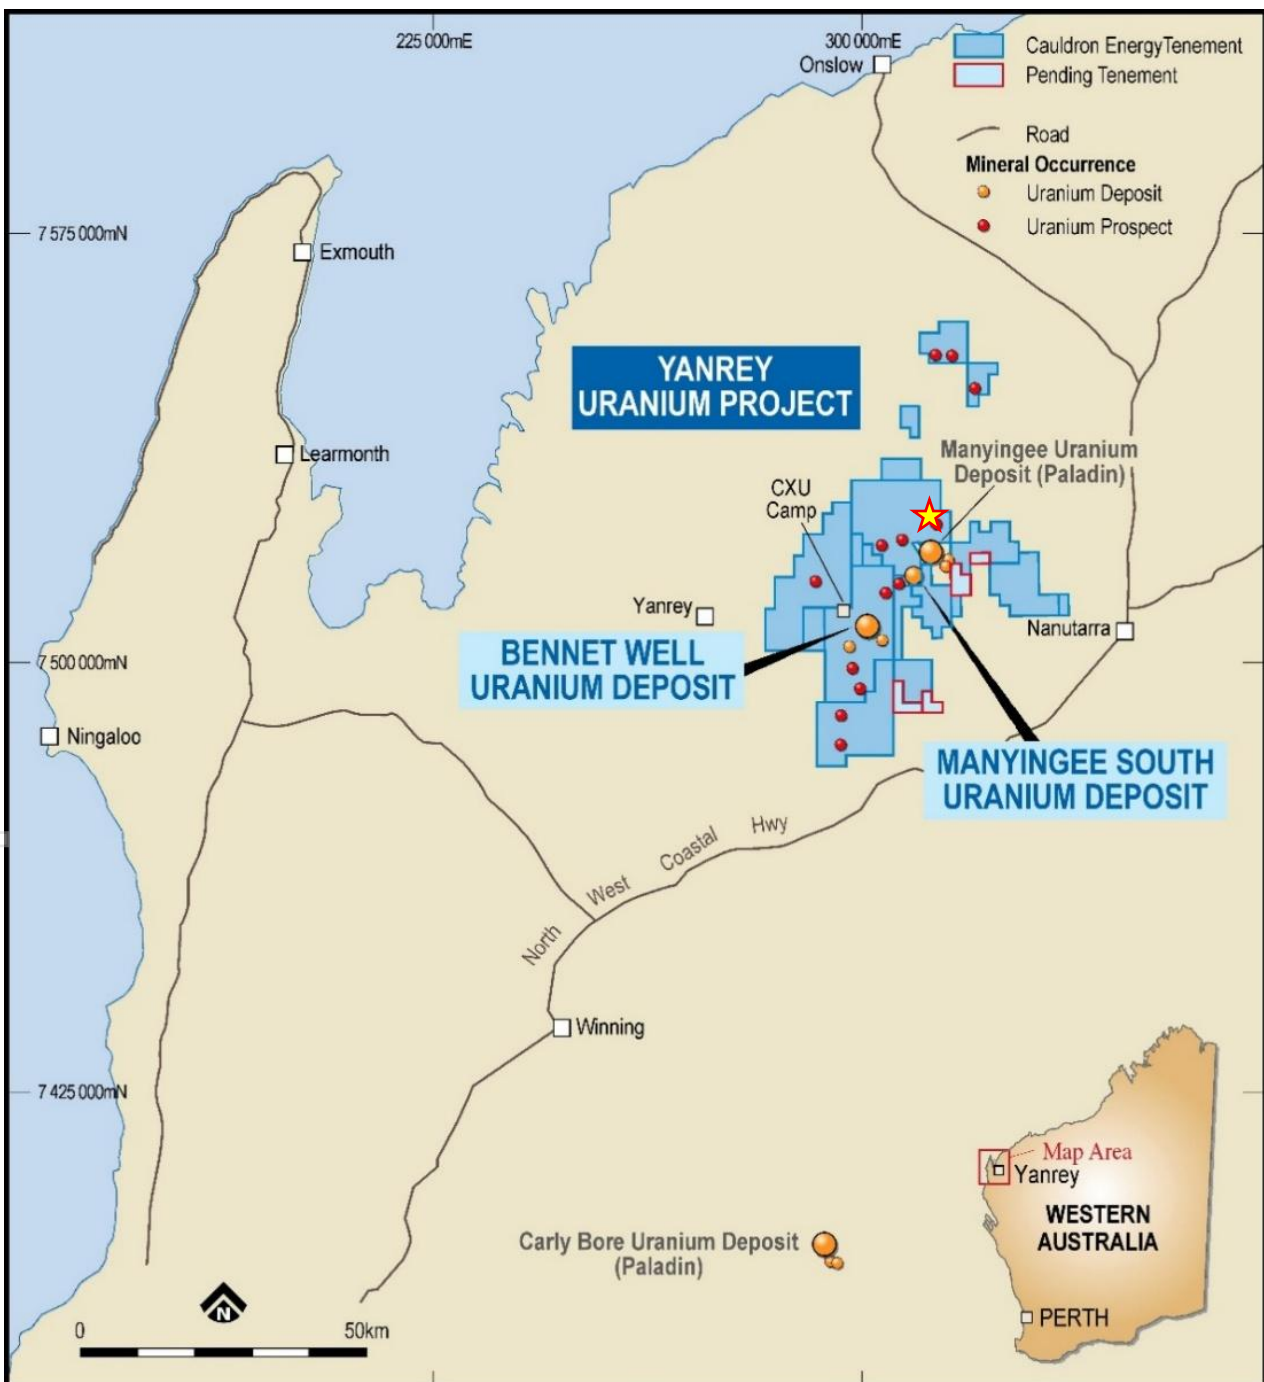 225 000mE
300 000mE
Onslow
Cauldron EnergyTenement
Pending Tenement
Road
Mineral Occurrence
Uranium Deposit
Uranium Prospect
7 575 000mN
Exmouth
YANREY
URANIUM PROJECT
Learmonth
Manyingee Uranium
Deposit (Paladin)
CXU
Camp
Yanrey
Nanutarra
BENNET WELL
URANIUM DEPOSIT
7 500 000mN
Ningaloo
MANYINGEE SOUTH
URANIUM DEPOSIT
North West Coastal Hwy
Winning
7 425 000mN
Map Area
Yanrey
WESTERN
AUSTRALIA
PERTH
Carly Bore Uranium Deposit
(Paladin)
N
0
50km